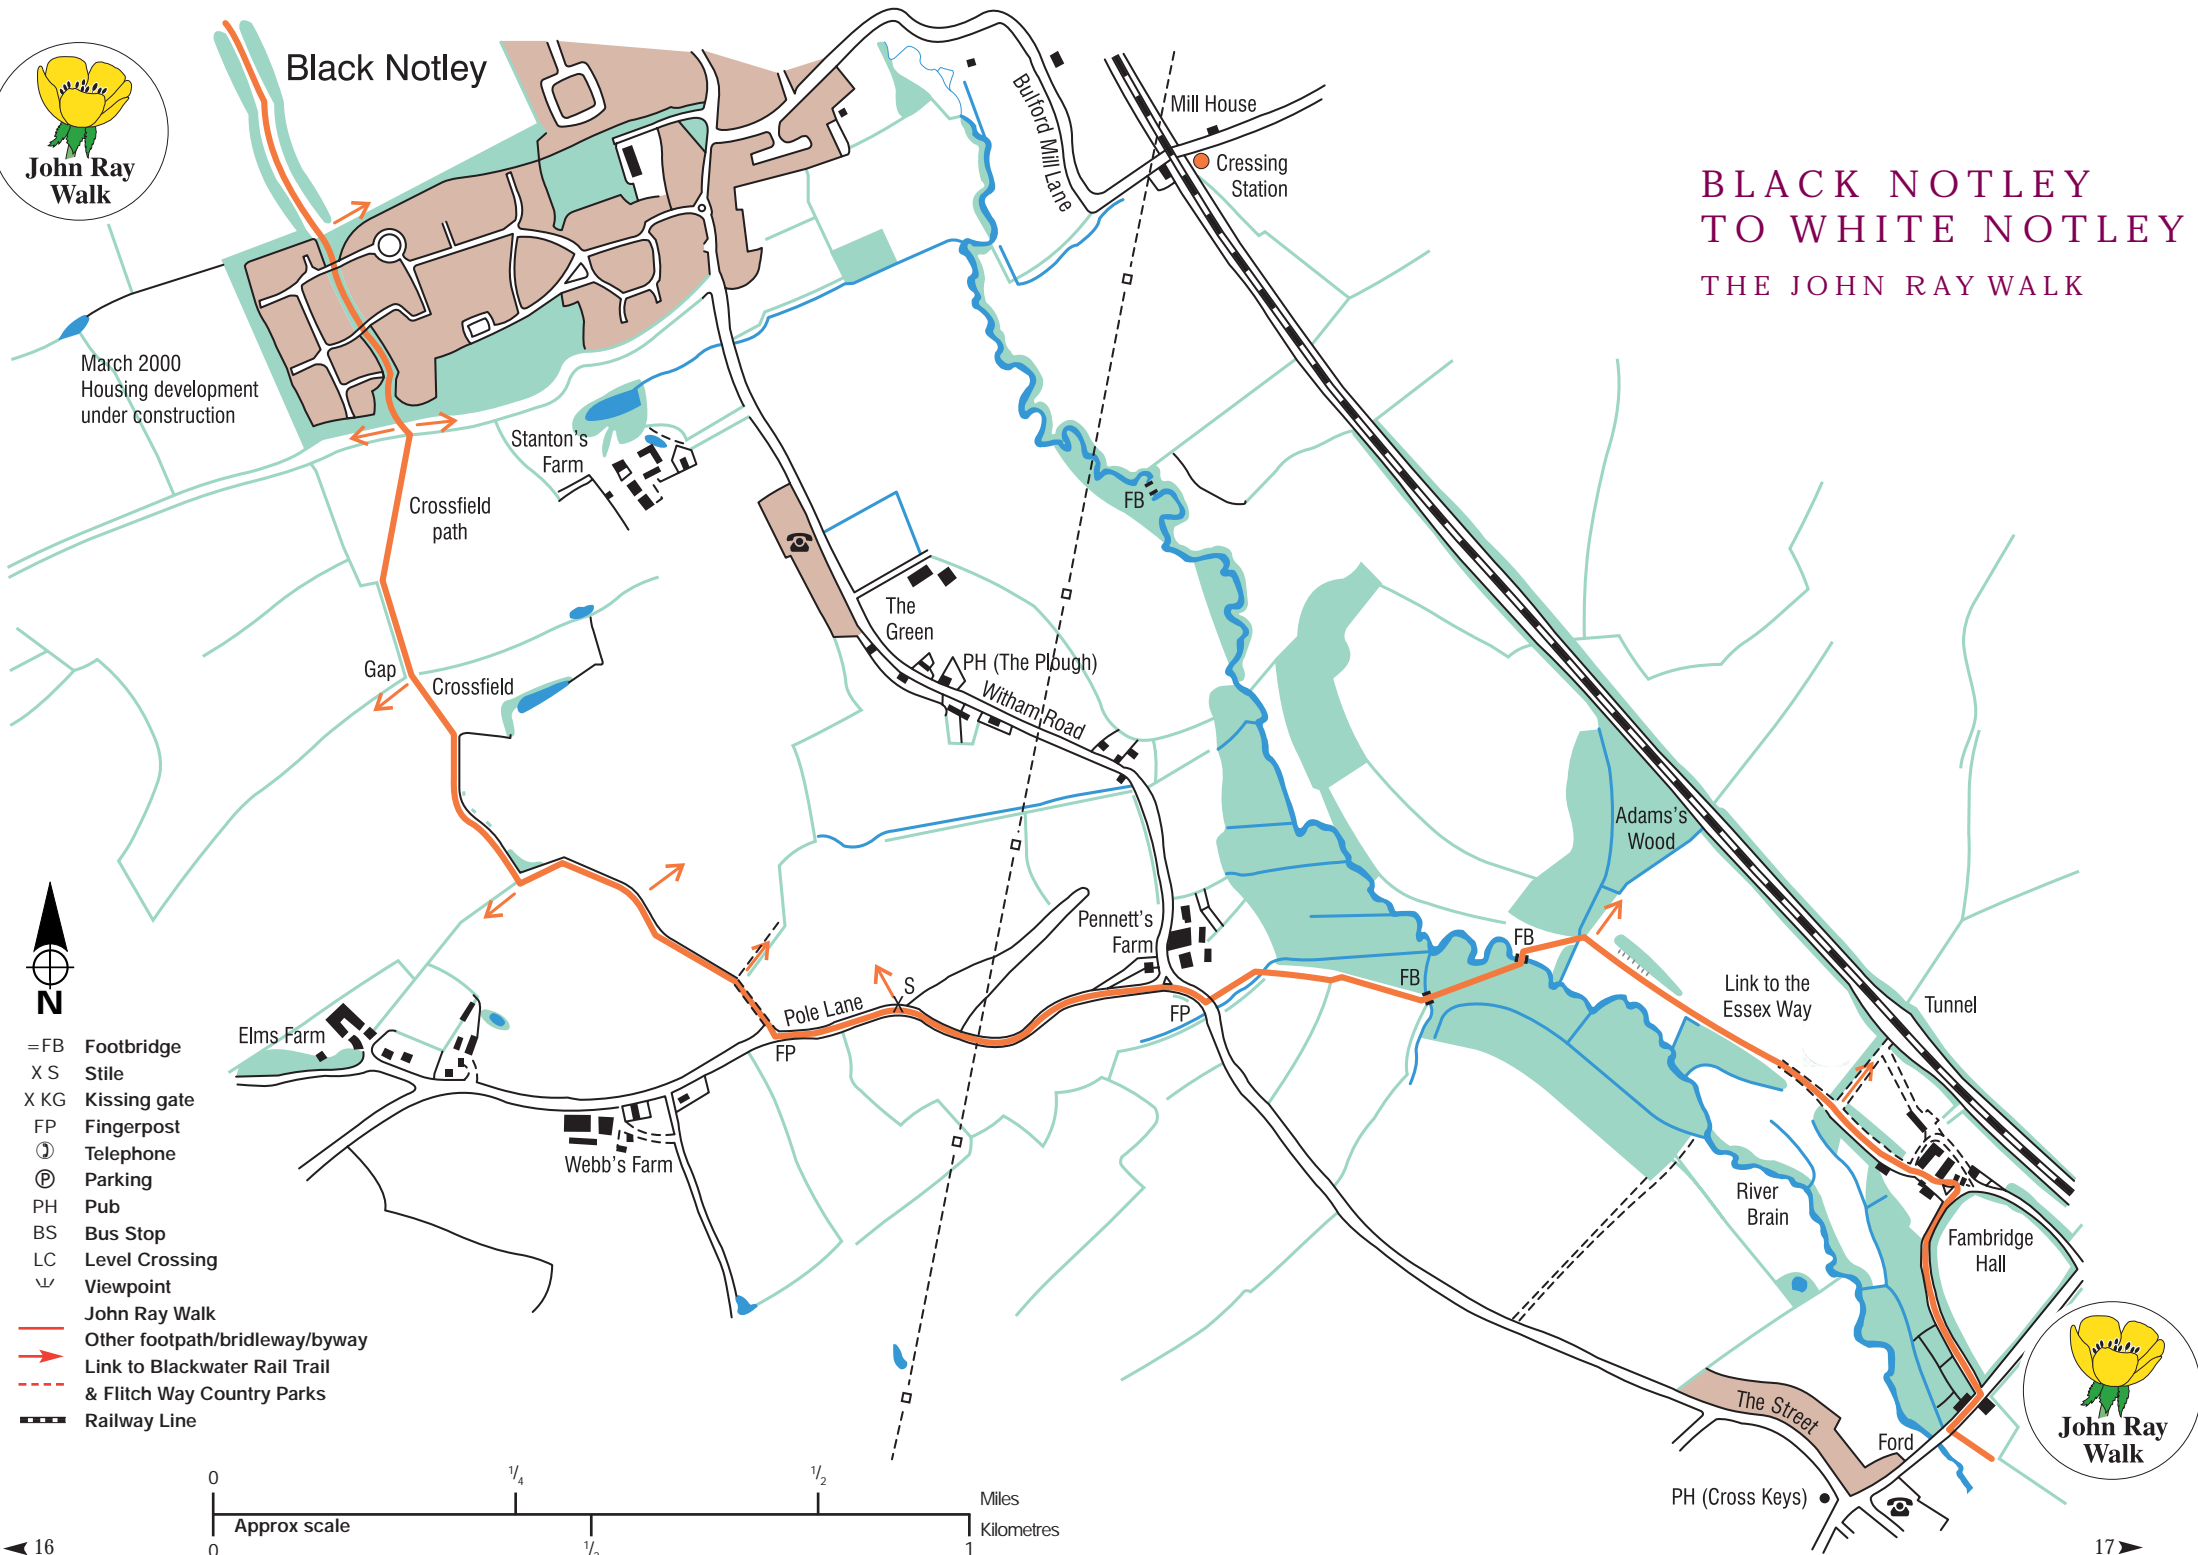 John Ray
Walk
Black Notley
BLACK NOTLEY
TO WHITE NOTLEY
THE JOHN RAY WALK
Bulford Mill Lane
Mill House
Cressing
Station
March 2000
Housing development
under construction
Stanton's
Farm
Crossfield
path
FB
The
Green
PH (The Plough)
Witham Road
Gap
Crossfield
Adams's
Wood
Pennett's
Farm
FB
FB
Link to the
Essex Way
Tunnel
S
Pole Lane
FP
FP
Elms Farm
Webb's Farm
River
Brain
Fambridge
Hall
The Street
Ford
PH (Cross Keys)
N
=FB Footbridge
X S Stile
X KG Kissing gate
FP Fingerpost
Telephone
P Parking
PH Pub
BS Bus Stop
LC Level Crossing
Viewpoint
John Ray Walk
Other footpath/bridleway/byway
Link to Blackwater Rail Trail
& Flitch Way Country Parks
Railway Line
John Ray
Walk
0 1/4 1/2 Miles
Approx scale Kilometres
0 1/2 1
16
17